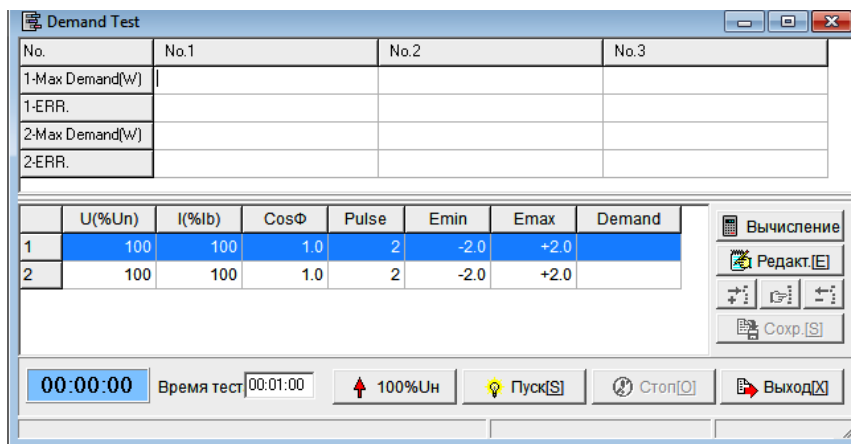 Demand Test
No. No.1 No.2 No.3
1-Max Demand(W)
1-ERR.
2-Max Demand(W)
2-ERR.
U(%Un) I(%Ib) CosΦ Pulse Emin Emax Demand
1 100 100 1.0 2 -2.0 +2.0
2 100 100 1.0 2 -2.0 +2.0
Вычисление
Редакт.[E]
Сохр.[S]
00:00:00 Время тест 00:01:00 100%Uн Пуск[S] Стоп[O] Выход[X]